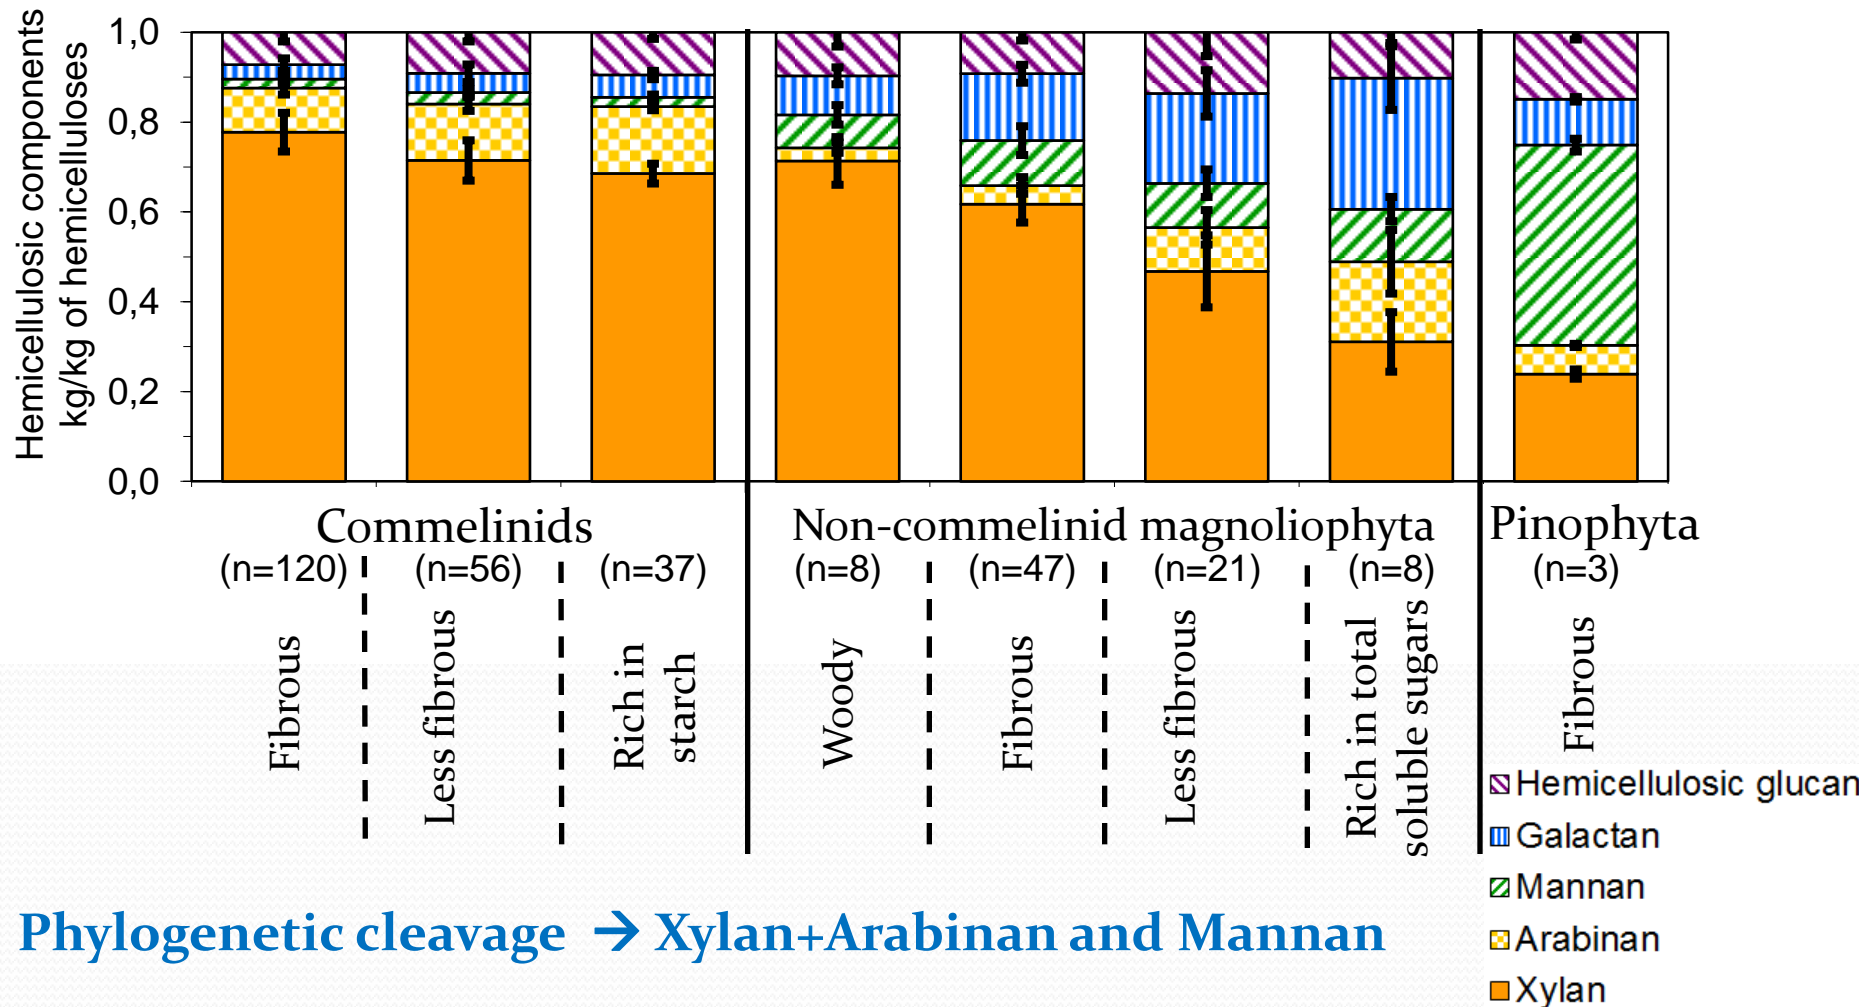 Hemicellulosic components
kg/kg of hemicelluloses
1,0
0,8
0,6
0,4
0,2
0,0
Commelinids
Non-commelinid magnoliophyta
Pinophyta
(n=120)
(n=56)
(n=37)
(n=8)
(n=47)
(n=21)
(n=8)
(n=3)
Fibrous
Less fibrous
Rich in
starch
Woody
Fibrous
Less fibrous
Rich in total
soluble sugars
Fibrous
Hemicellulosic glucan
Galactan
Mannan
Arabinan
Xylan
Phylogenetic cleavage → Xylan+Arabinan and Mannan